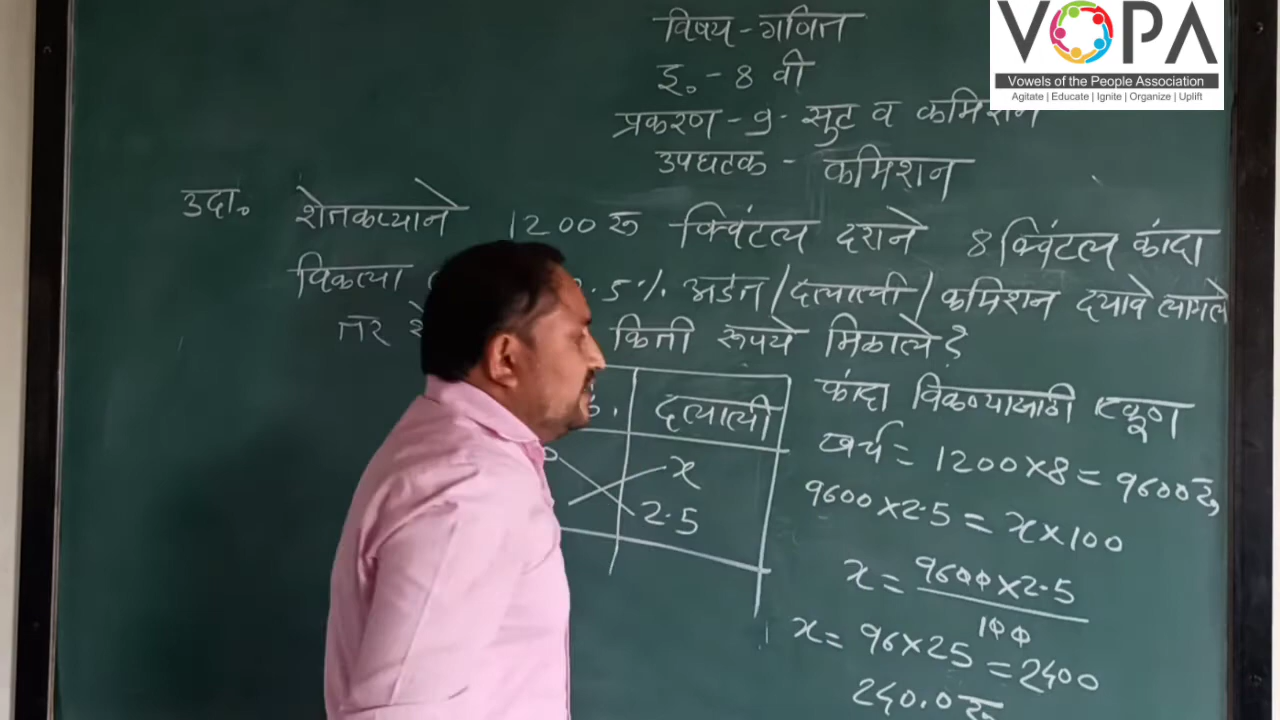 VOPA
Vowels of the People Association
Agitate | Educate | Ignite | Organize | Uplift
विषय - गणित
इ. - 8 वी
प्रकरण - 9. सुट व कमिशन
उपघटक - कमिशन
उदा. शेतकऱ्याने 1200 रू क्विंटल दराने 8 क्विंटल कांदा
विकला .5% अडत / दलाली / कमिशन दयावे लागले
तर किती रूपये मिळाले ?
दलाली
x
2.5
कांदा विकण्यासाठी एकूण
खर्च = 1200 × 8 = 9600 रु
9600 × 2.5 = x × 100
x = 9600 × 2.5
100
x = 96 × 25 = 2400
240.0 रु